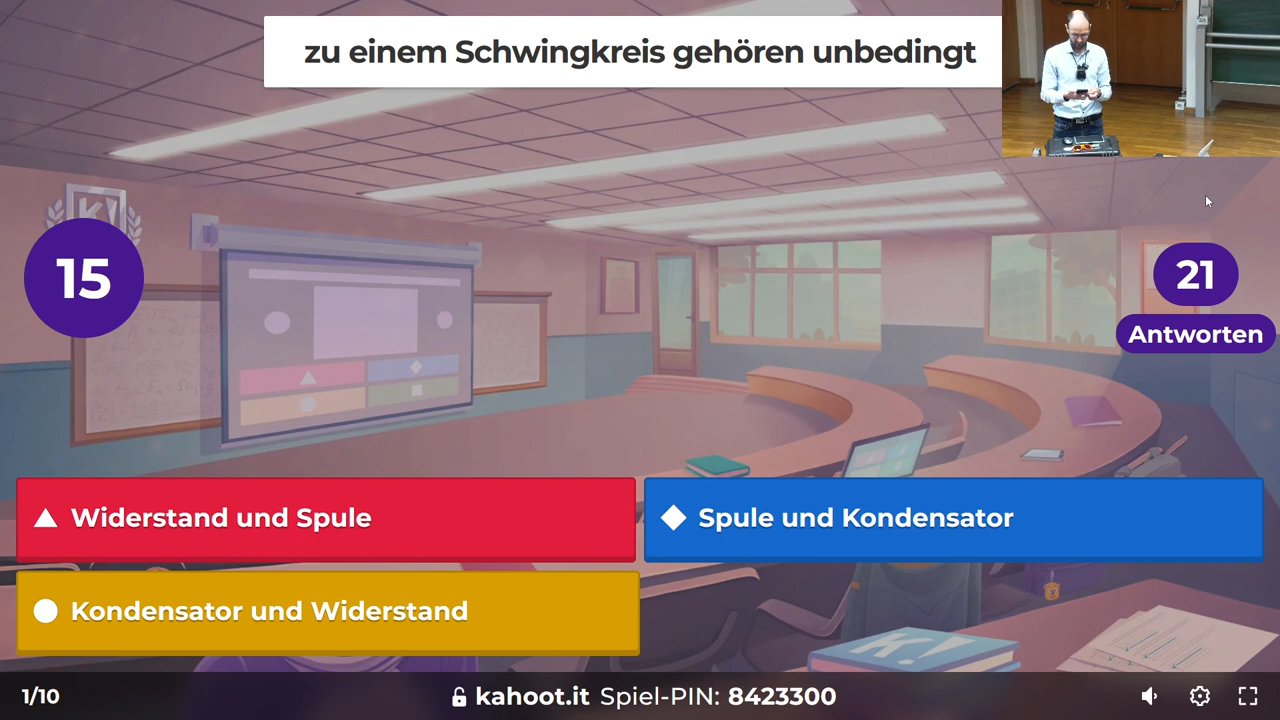 zu einem Schwingkreis gehören unbedingt
K!
15
21
Antworten
Widerstand und Spule
Spule und Kondensator
Kondensator und Widerstand
K!
1/10
kahoot.it Spiel-PIN: 8423300